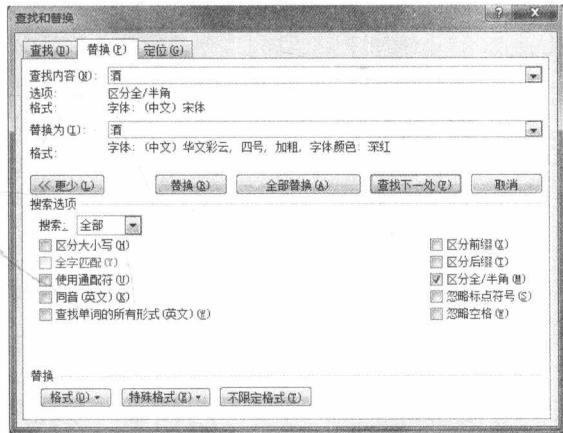 查找和替换
查找(D) 替换(P) 定位(G)
查找内容(N): 酒
选项: 区分全/半角
格式: 字体: (中文) 宋体
替换为(I): 酒
格式: 字体: (中文) 华文彩云, 四号, 加粗, 字体颜色: 深红
<< 更少(L) 替换(R) 全部替换(A) 查找下一处(F) 取消
搜索选项
搜索: 全部
区分大小写(H) 区分前缀(X)
全字匹配(Y) 区分后缀(T)
使用通配符(U) 区分全/半角(M)
同音(英文)(K) 忽略标点符号(S)
查找单词的所有形式(英文)(W) 忽略空格(W)
替换
格式(O) 特殊格式(E) 不限定格式(T)